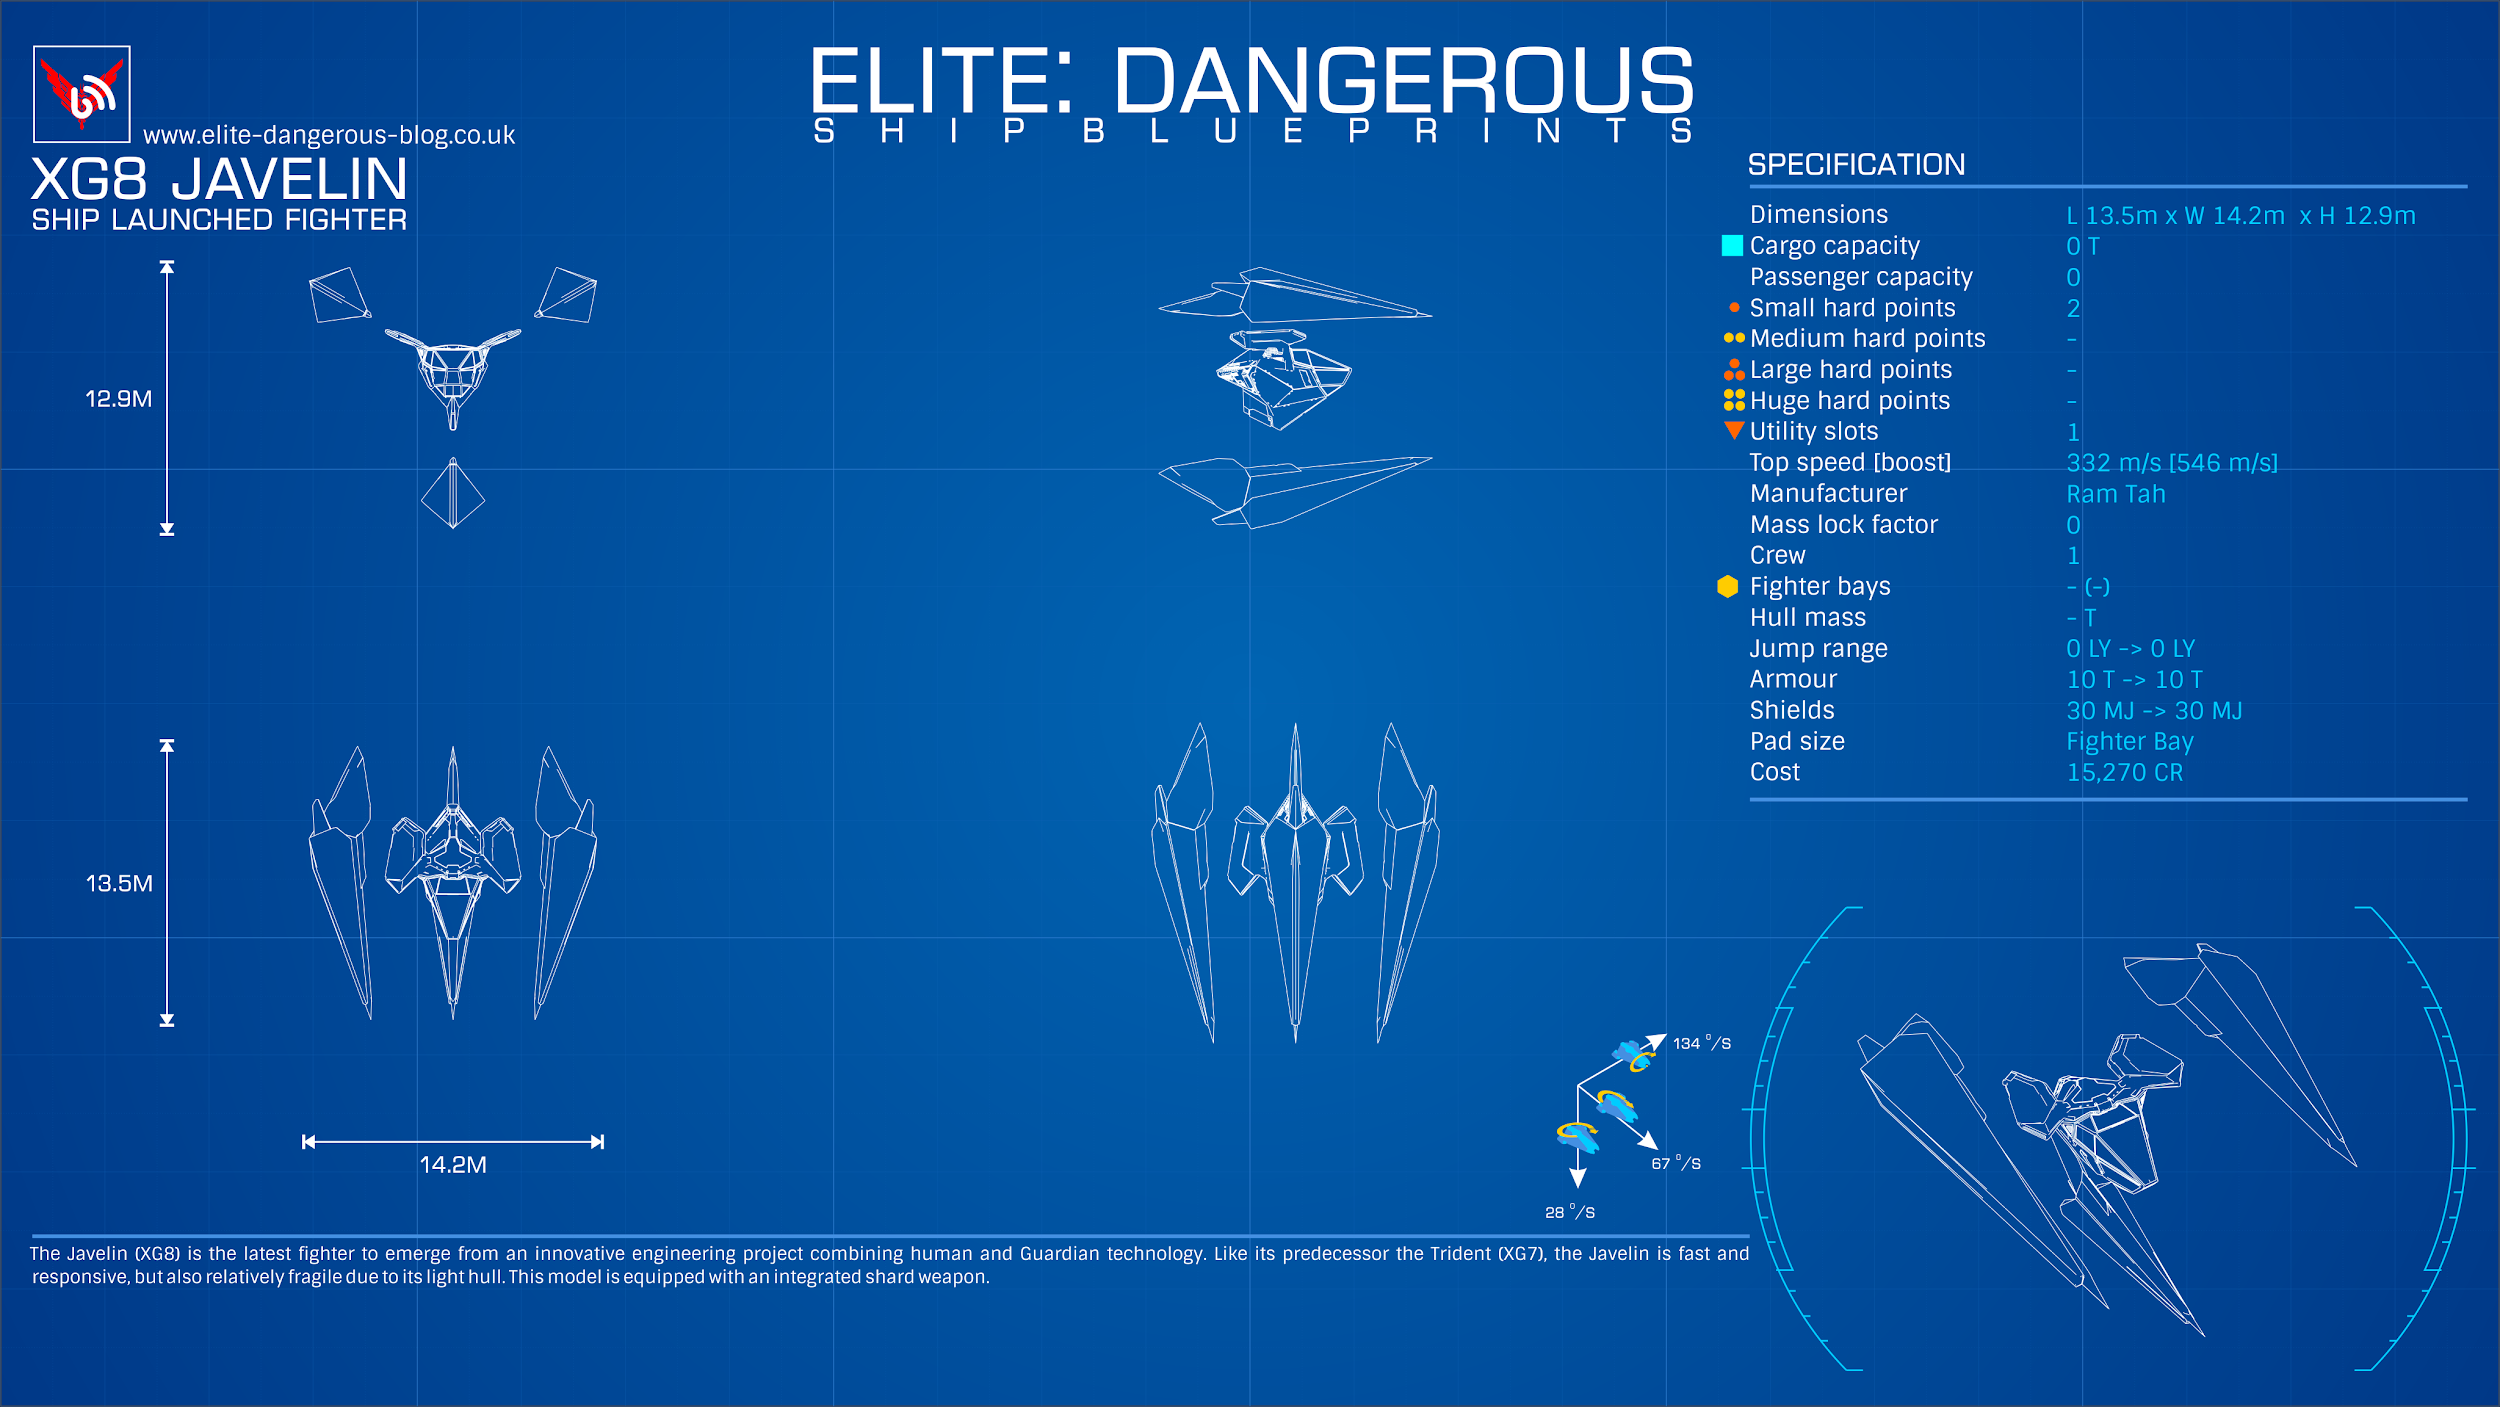 ELITE: DANGEROUS
SHIP BLUEPRINTS
www.elite-dangerous-blog.co.uk
XG8 JAVELIN
SHIP LAUNCHED FIGHTER
SPECIFICATION
Dimensions L 13.5m x W 14.2m x H 12.9m
Cargo capacity 0 T
Passenger capacity 0
Small hard points 2
Medium hard points -
Large hard points -
Huge hard points -
Utility slots 1
Top speed [boost] 332 m/s [546 m/s]
Manufacturer Ram Tah
Mass lock factor 0
Crew 1
Fighter bays - (-)
Hull mass - T
Jump range 0 LY -> 0 LY
Armour 10 T -> 10 T
Shields 30 MJ -> 30 MJ
Pad size Fighter Bay
Cost 15,270 CR
12.9M
13.5M
14.2M
134 °/S
67 °/S
28 °/S
The Javelin (XG8) is the latest fighter to emerge from an innovative engineering project combining human and Guardian technology. Like its predecessor the Trident (XG7), the Javelin is fast and
responsive, but also relatively fragile due to its light hull. This model is equipped with an integrated shard weapon.